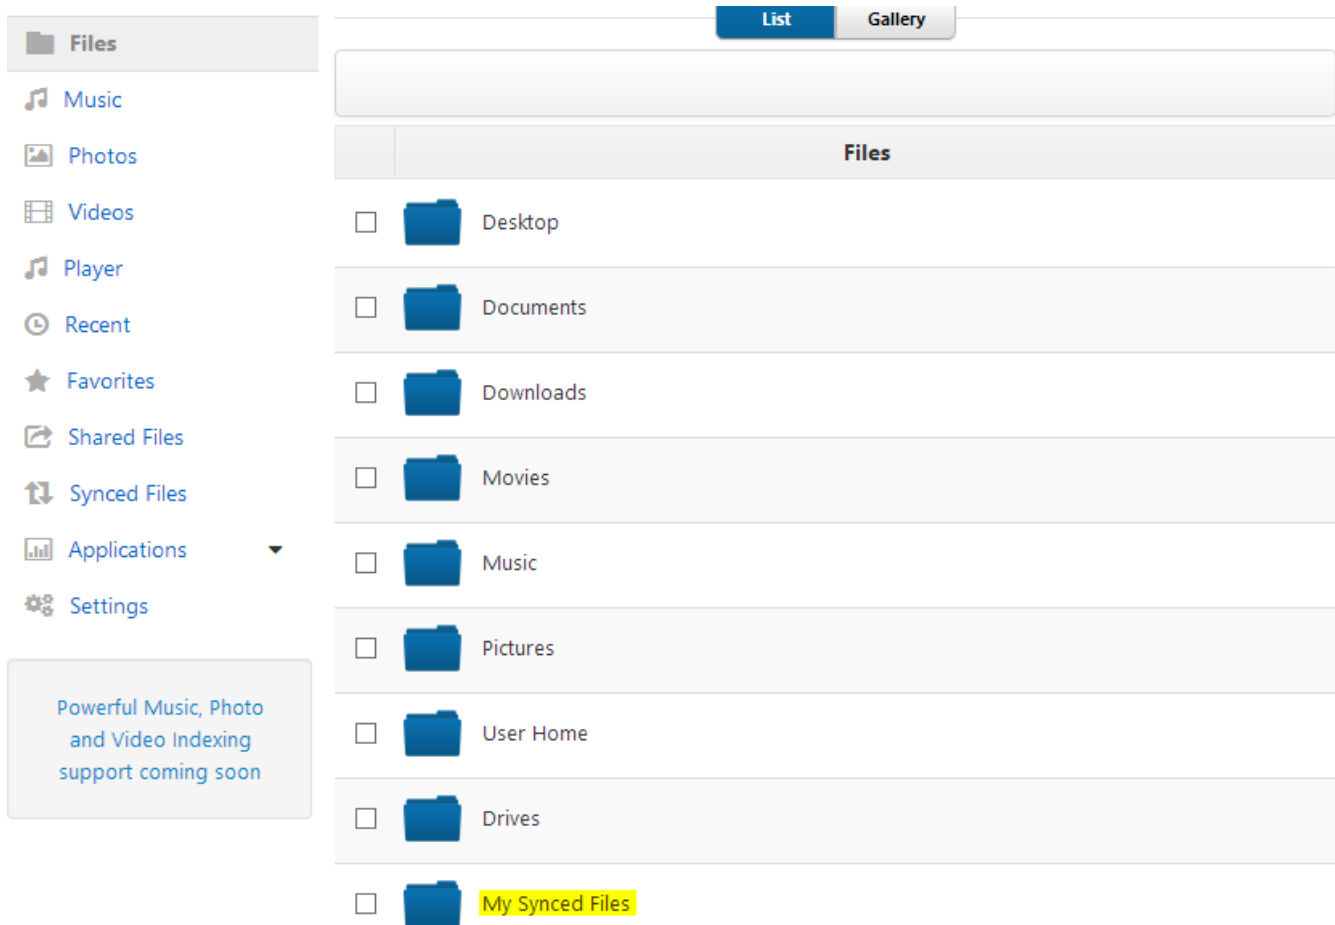 Files
Music
Photos
Videos
Player
Recent
Favorites
Shared Files
Synced Files
Applications
Settings
Powerful Music, Photo
and Video Indexing
support coming soon
List Gallery
Files
Desktop
Documents
Downloads
Movies
Music
Pictures
User Home
Drives
My Synced Files